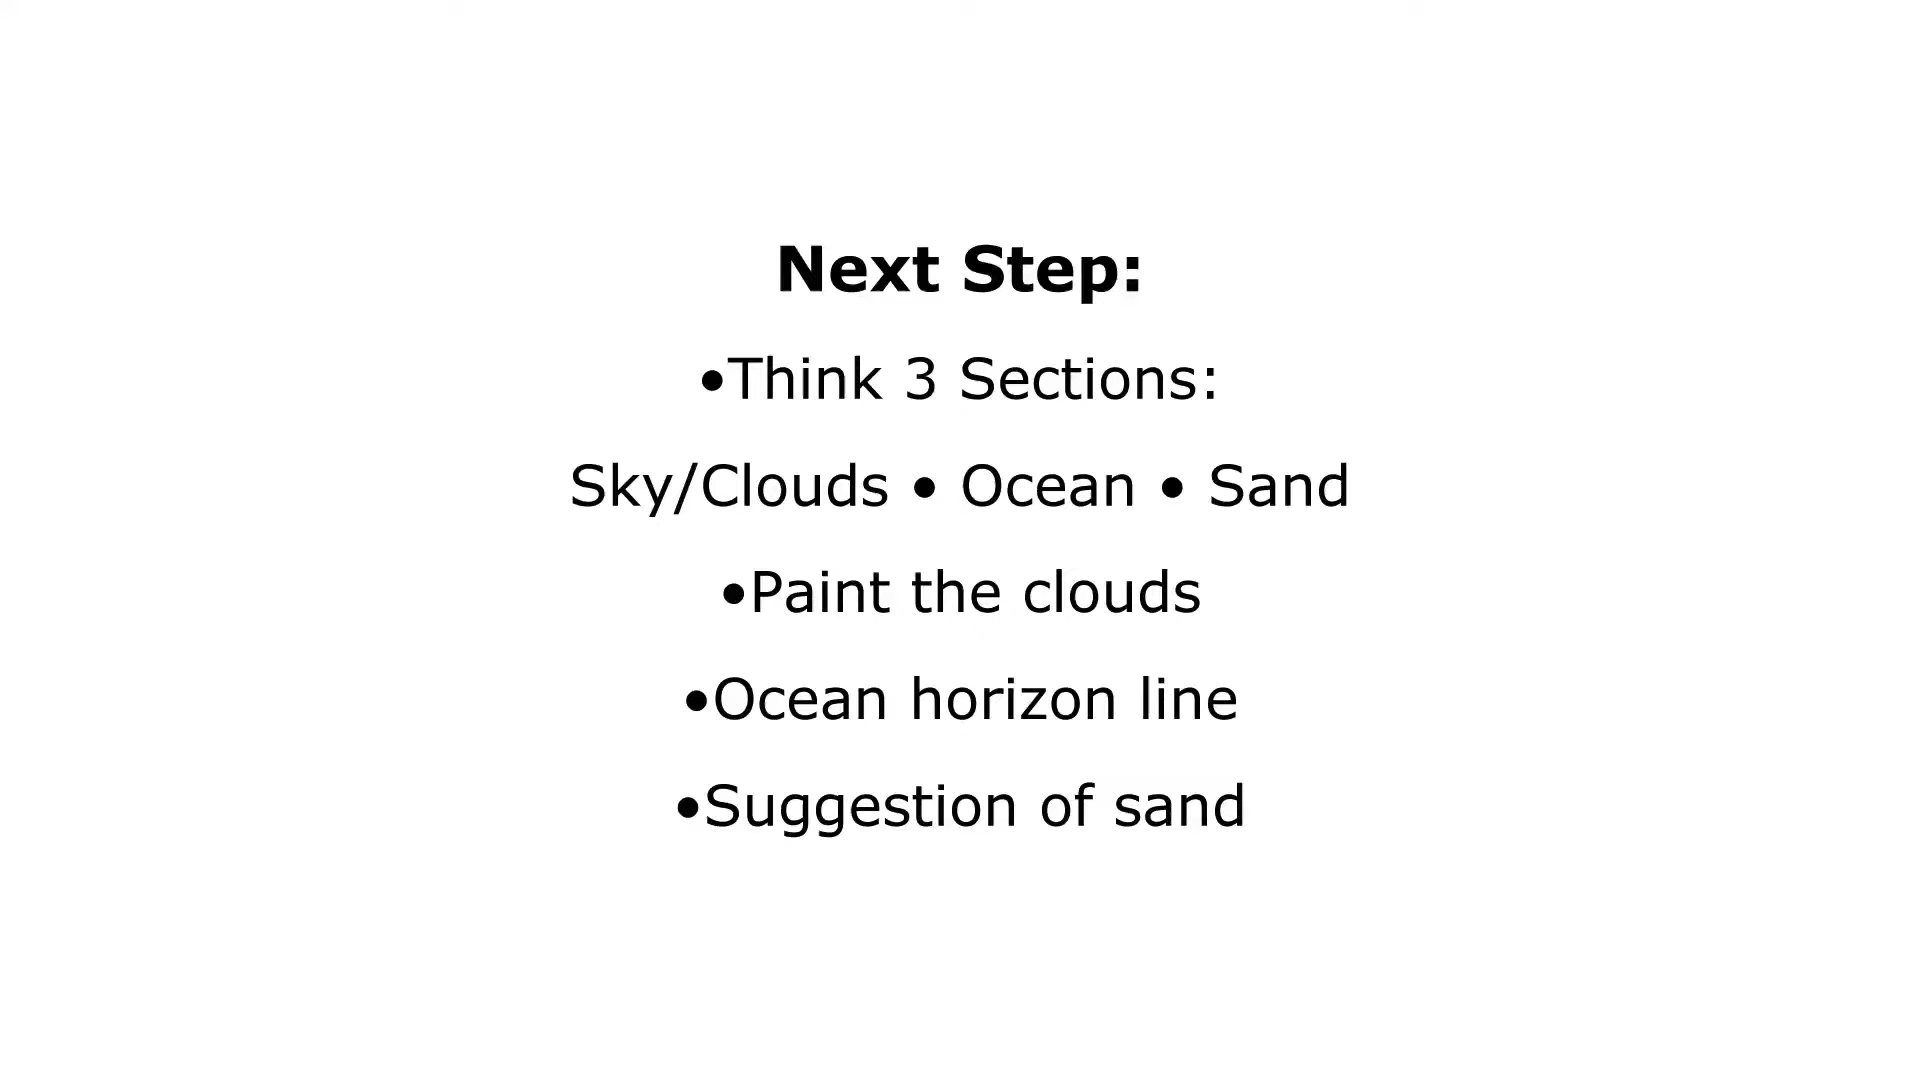 Next Step:
•Think 3 Sections:
Sky/Clouds • Ocean • Sand
•Paint the clouds
•Ocean horizon line
•Suggestion of sand